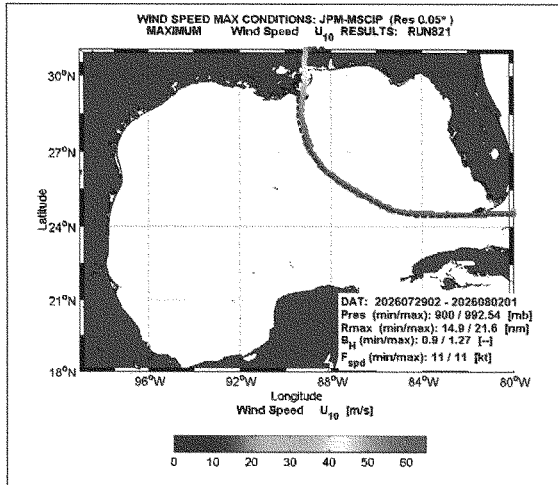 WIND SPEED MAX CONDITIONS: JPM-MSCIP (Res 0.05°)
MAXIMUM Wind Speed U10 RESULTS: RUN821
30°N
27°N
24°N
21°N
18°N
Latitude
DAT: 2026072902 - 2026080201
Pres (min/max): 900 / 992.54 [mb]
Rmax (min/max): 14.9 / 21.6 [nm]
BH (min/max): 0.9 / 1.27 [--]
Fspd (min/max): 11 / 11 [kt]
96°W 92°W 88°W 84°W 80°W
Longitude
Wind Speed U10 [m/s]
0 10 20 30 40 50 60